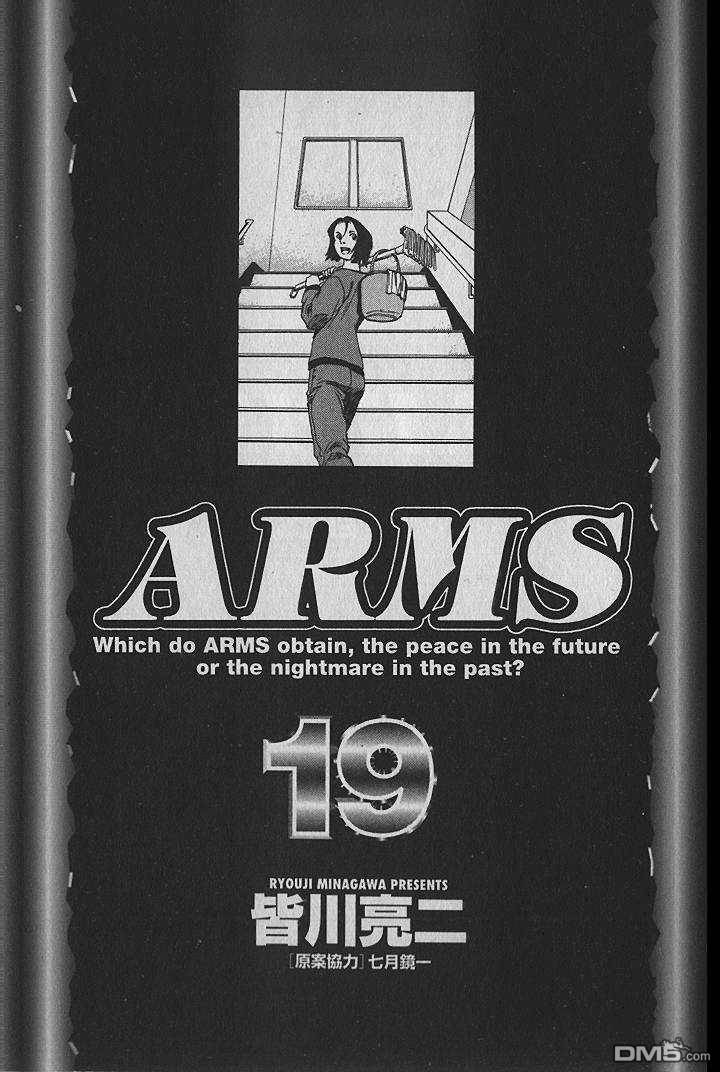 ARMS
Which do ARMS obtain, the peace in the future
or the nightmare in the past?
19
RYOUJI MINAGAWA PRESENTS
皆川亮二
[原案協力]七月鏡一
DM5.com